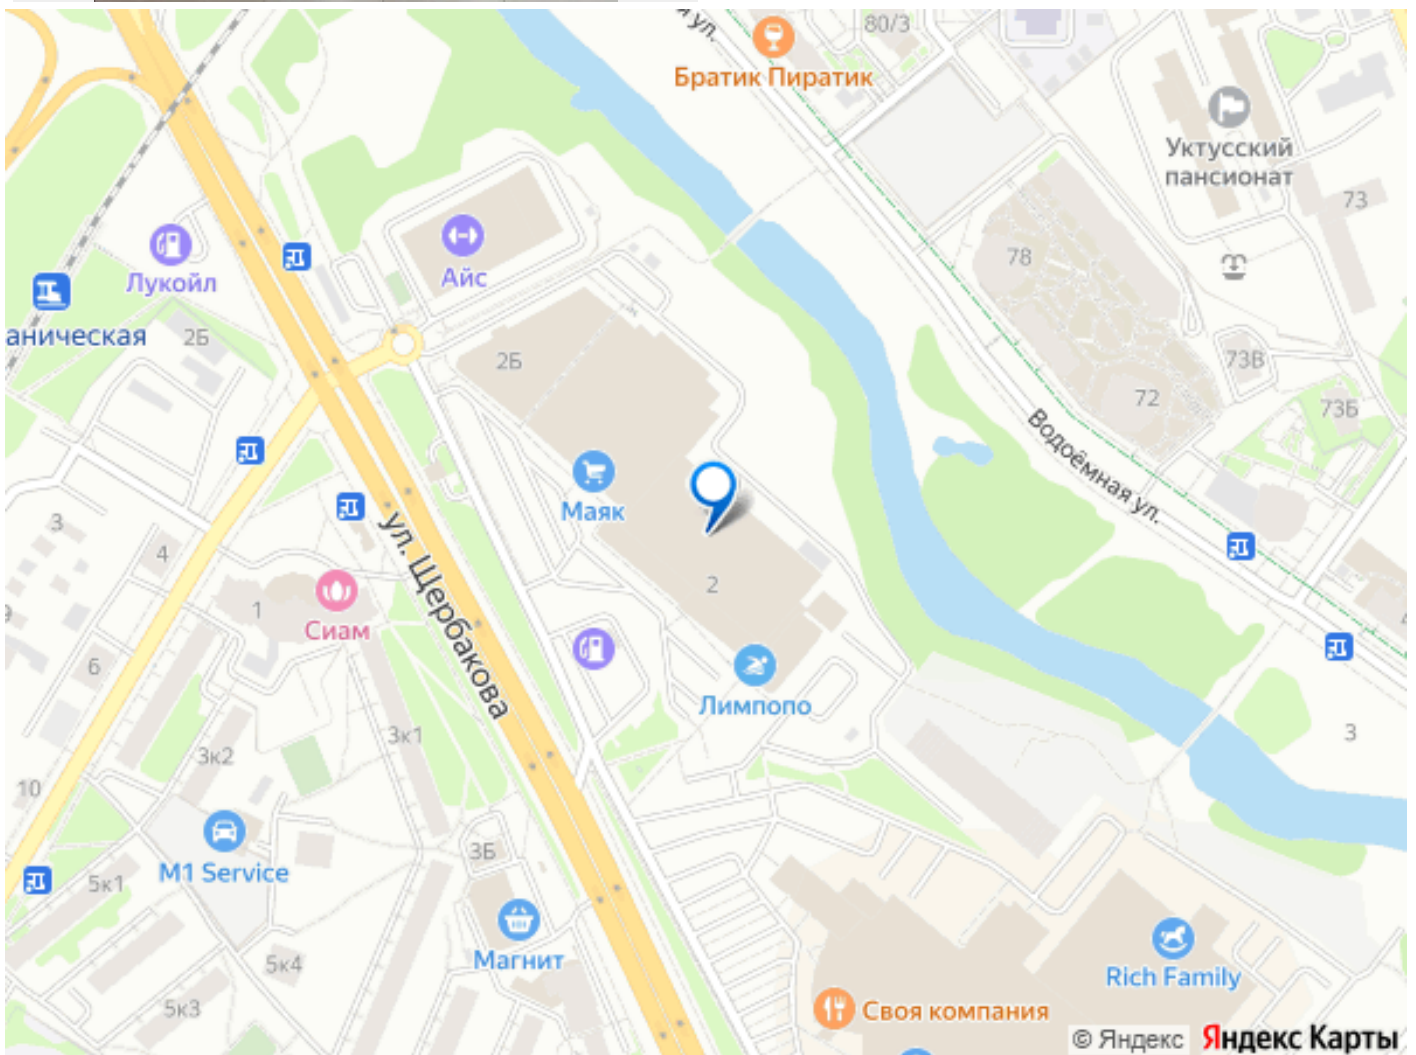 я ул.
80/3
Братик Пиратик
Уктусский
пансионат
73
Айс
Лукойл
78
аническая
2Б
2Б
73В
72
73Б
Водоёмная ул.
Маяк
3
ул. Щербакова
4
2
1
Сиам
6
Лимпопо
3к1
3
3к2
10
3Б
M1 Service
5к1
Магнит
5к4
Rich Family
5к3
Своя компания
© Яндекс Яндекс Карты